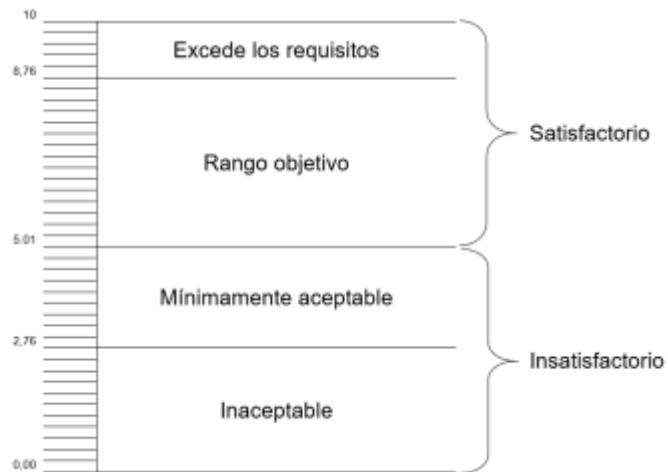 10
Excede los requisitos
8,76
Satisfactorio
Rango objetivo
5.01
Mínimamente aceptable
2,76
Insatisfactorio
Inaceptable
0,00